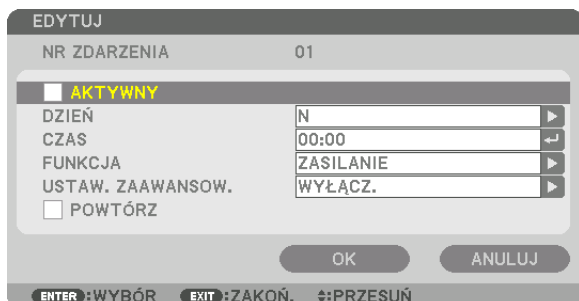 EDYTUJ
NR ZDARZENIA 01
AKTYWNY
DZIEŃ N
CZAS 00:00
FUNKCJA ZASILANIE
USTAW. ZAAWANSOW. WYŁĄCZ.
POWTÓRZ
OK ANULUJ
ENTER :WYBÓR EXIT :ZAKOŃ. :PRZESUŃ